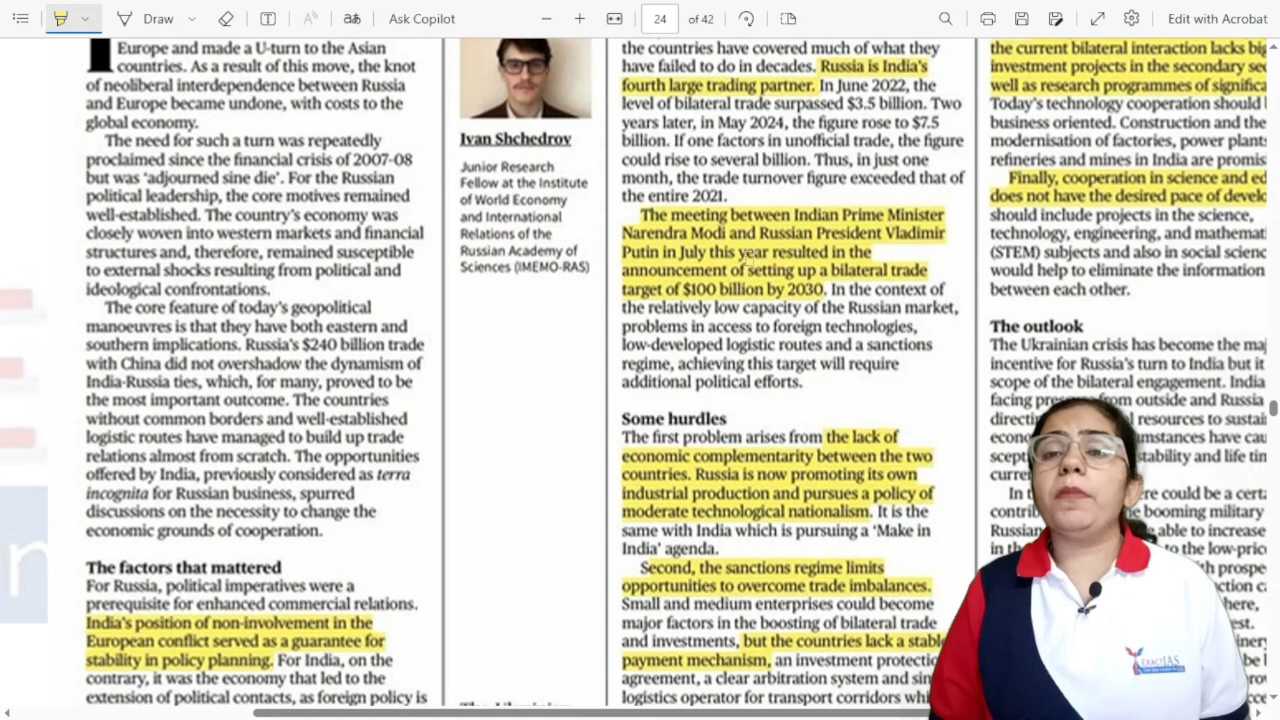 Draw
Ask Copilot
24
of 42
Edit with Acrobat
Europe and made a U-turn to the Asian
countries. As a result of this move, the knot
of neoliberal interdependence between Russia
and Europe became undone, with costs to the
global economy.
The need for such a turn was repeatedly
proclaimed since the financial crisis of 2007-08
but was ‘adjourned sine die’. For the Russian
political leadership, the core motives remained
well-established. The country’s economy was
closely woven into western markets and financial
structures and, therefore, remained susceptible
to external shocks resulting from political and
ideological confrontations.
The core feature of today’s geopolitical
manoeuvres is that they have both eastern and
southern implications. Russia’s $240 billion trade
with China did not overshadow the dynamism of
India-Russia ties, which, for many, proved to be
the most important outcome. The countries
without common borders and well-established
logistic routes have managed to build up trade
relations almost from scratch. The opportunities
offered by India, previously considered as terra
incognita for Russian business, spurred
discussions on the necessity to change the
economic grounds of cooperation.
The factors that mattered
For Russia, political imperatives were a
prerequisite for enhanced commercial relations.
India’s position of non-involvement in the
European conflict served as a guarantee for
stability in policy planning. For India, on the
contrary, it was the economy that led to the
extension of political contacts, as foreign policy is
Ivan Shchedrov
Junior Research
Fellow at the Institute
of World Economy
and International
Relations of the
Russian Academy of
Sciences (IMEMO-RAS)
the countries have covered much of what they
have failed to do in decades. Russia is India’s
fourth large trading partner. In June 2022, the
level of bilateral trade surpassed $3.5 billion. Two
years later, in May 2024, the figure rose to $7.5
billion. If one factors in unofficial trade, the figure
could rise to several billion. Thus, in just one
month, the trade turnover figure exceeded that of
the entire 2021.
The meeting between Indian Prime Minister
Narendra Modi and Russian President Vladimir
Putin in July this year resulted in the
announcement of setting up a bilateral trade
target of $100 billion by 2030. In the context of
the relatively low capacity of the Russian market,
problems in access to foreign technologies,
low-developed logistic routes and a sanctions
regime, achieving this target will require
additional political efforts.
Some hurdles
The first problem arises from the lack of
economic complementarity between the two
countries. Russia is now promoting its own
industrial production and pursues a policy of
moderate technological nationalism. It is the
same with India which is pursuing a ‘Make in
India’ agenda.
Second, the sanctions regime limits
opportunities to overcome trade imbalances.
Small and medium enterprises could become
major factors in the boosting of bilateral trade
and investments, but the countries lack a stable
payment mechanism, an investment protectio
agreement, a clear arbitration system and sin
logistics operator for transport corridors whi
the current bilateral interaction lacks big
investment projects in the secondary sec
well as research programmes of significa
Today’s technology cooperation should
business oriented. Construction and the
modernisation of factories, power plants
refineries and mines in India are promis
Finally, cooperation in science and ed
does not have the desired pace of develo
should include projects in the science,
technology, engineering, and mathemat
(STEM) subjects and also in social scienc
would help to eliminate the information
between each other.
The outlook
The Ukrainian crisis has become the maj
incentive for Russia’s turn to India but it
scope of the bilateral engagement. India
facing from outside and Russia
resources to sustai
stability and life tin
In t
contri booming military
Russian able to increase
in th to the low-price
EXACT IAS